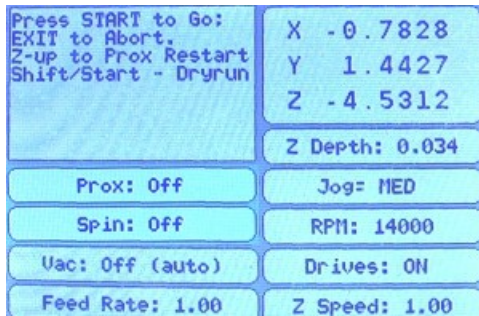 Press START to Go;
EXIT to Abort.
Z-up to Prox Restart
Shift/Start - Dryrun
X -0.7828
Y 1.4427
Z -4.5312
Z Depth: 0.034
Prox: Off
Jog= MED
Spin: Off
RPM: 14000
Vac: Off (auto)
Drives: ON
Feed Rate: 1.00
Z Speed: 1.00